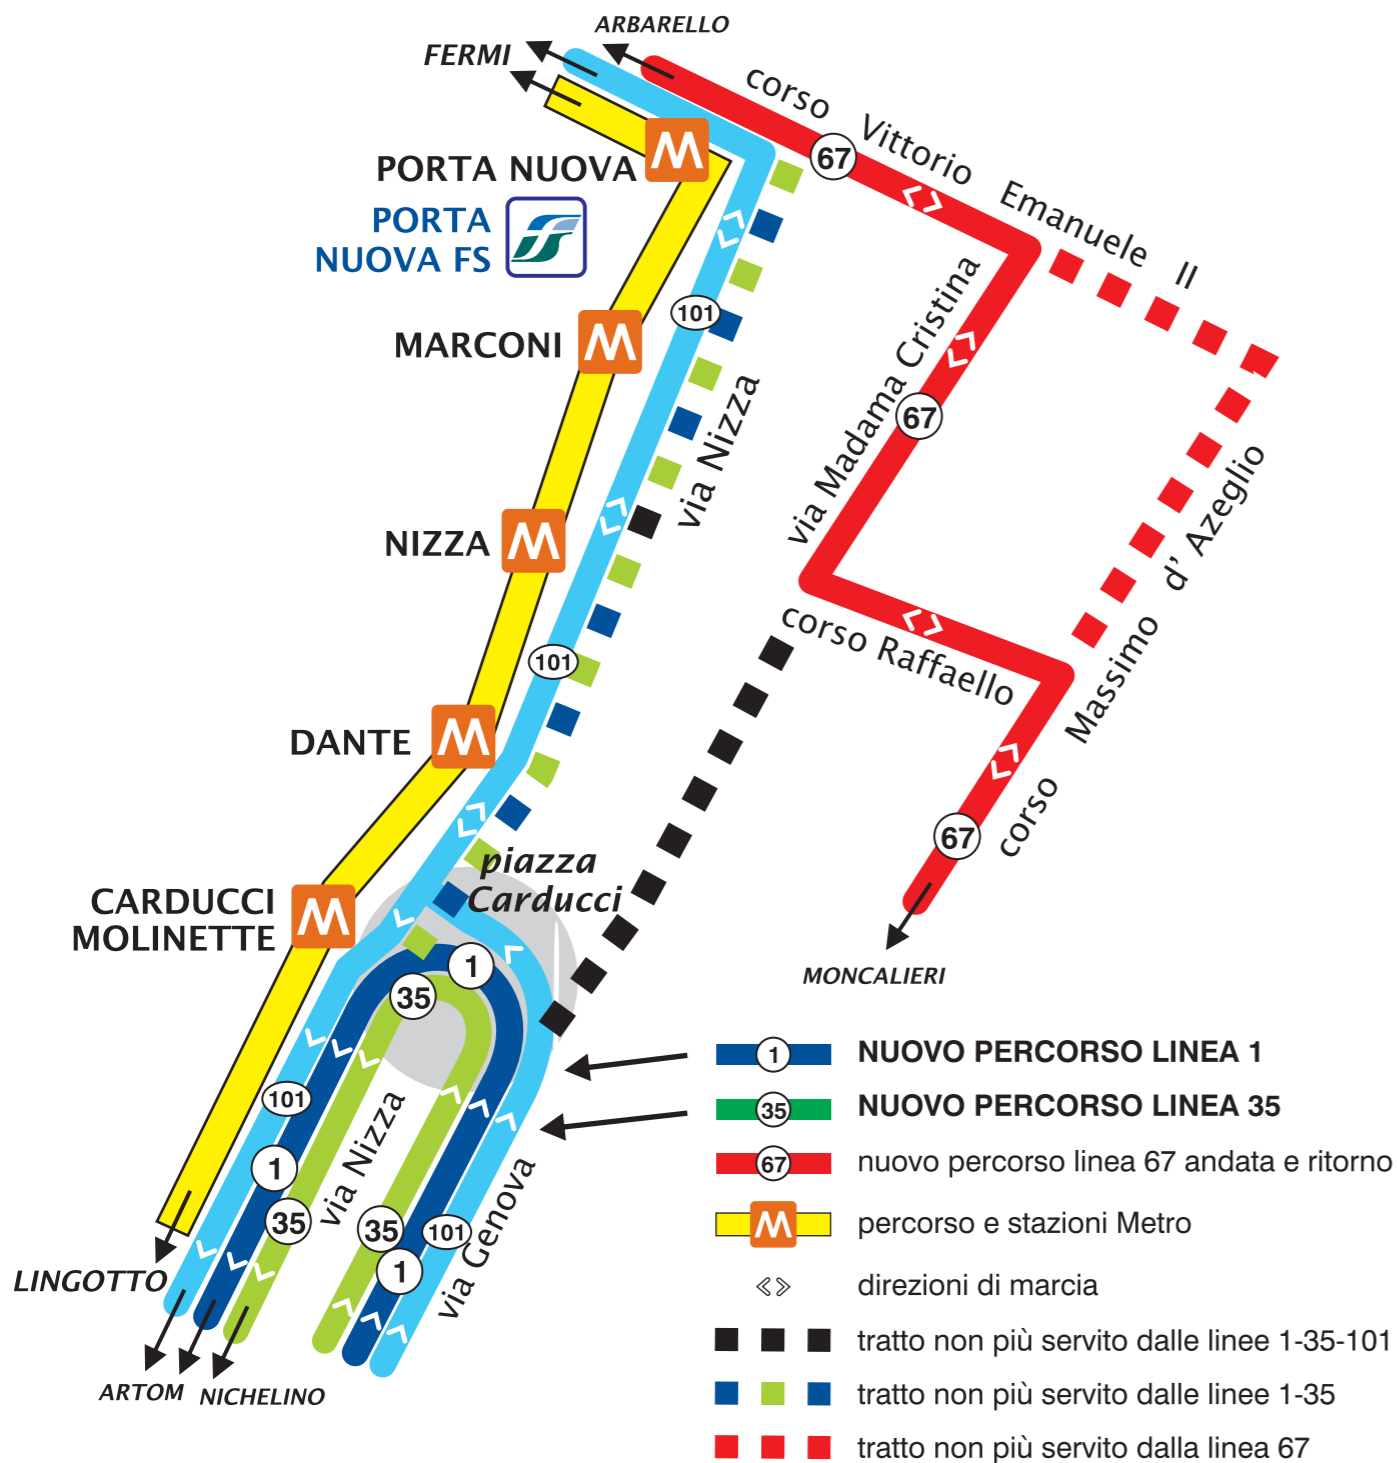 ARBARELLO
FERMI
corso Vittorio Emanuele II
67
PORTA NUOVA
PORTA
NUOVA FS
101
MARCONI
via Nizza
via Madama Cristina
67
NIZZA
corso Massimo d' Azeglio
corso Raffaello
101
DANTE
67
piazza
Carducci
CARDUCCI
MOLINETTE
1
35
MONCALIERI
1 NUOVO PERCORSO LINEA 1
35 NUOVO PERCORSO LINEA 35
67 nuovo percorso linea 67 andata e ritorno
percorso e stazioni Metro
direzioni di marcia
tratto non più servito dalle linee 1-35-101
tratto non più servito dalle linee 1-35
tratto non più servito dalla linea 67
101
1
35
via Nizza
35
101
1
via Genova
LINGOTTO
ARTOM
NICHELINO